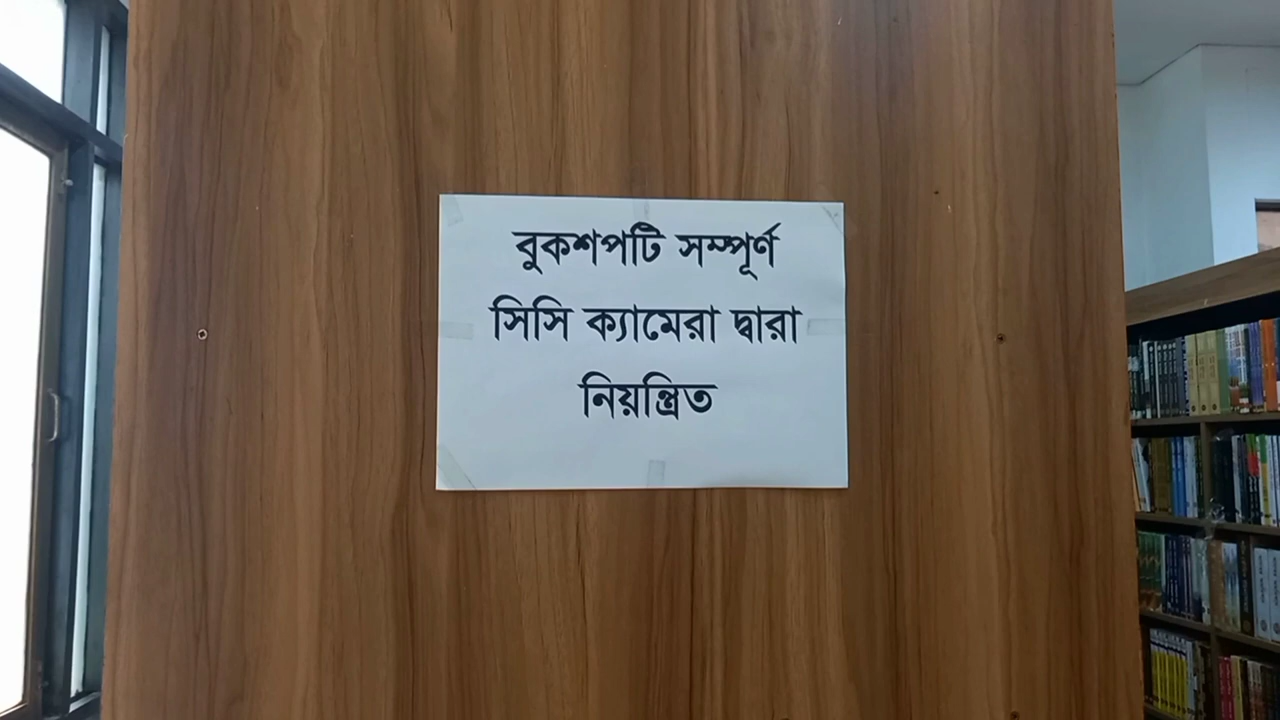 বুকশপটি সম্পূর্ণ
সিসি ক্যামেরা দ্বারা
নিয়ন্ত্রিত